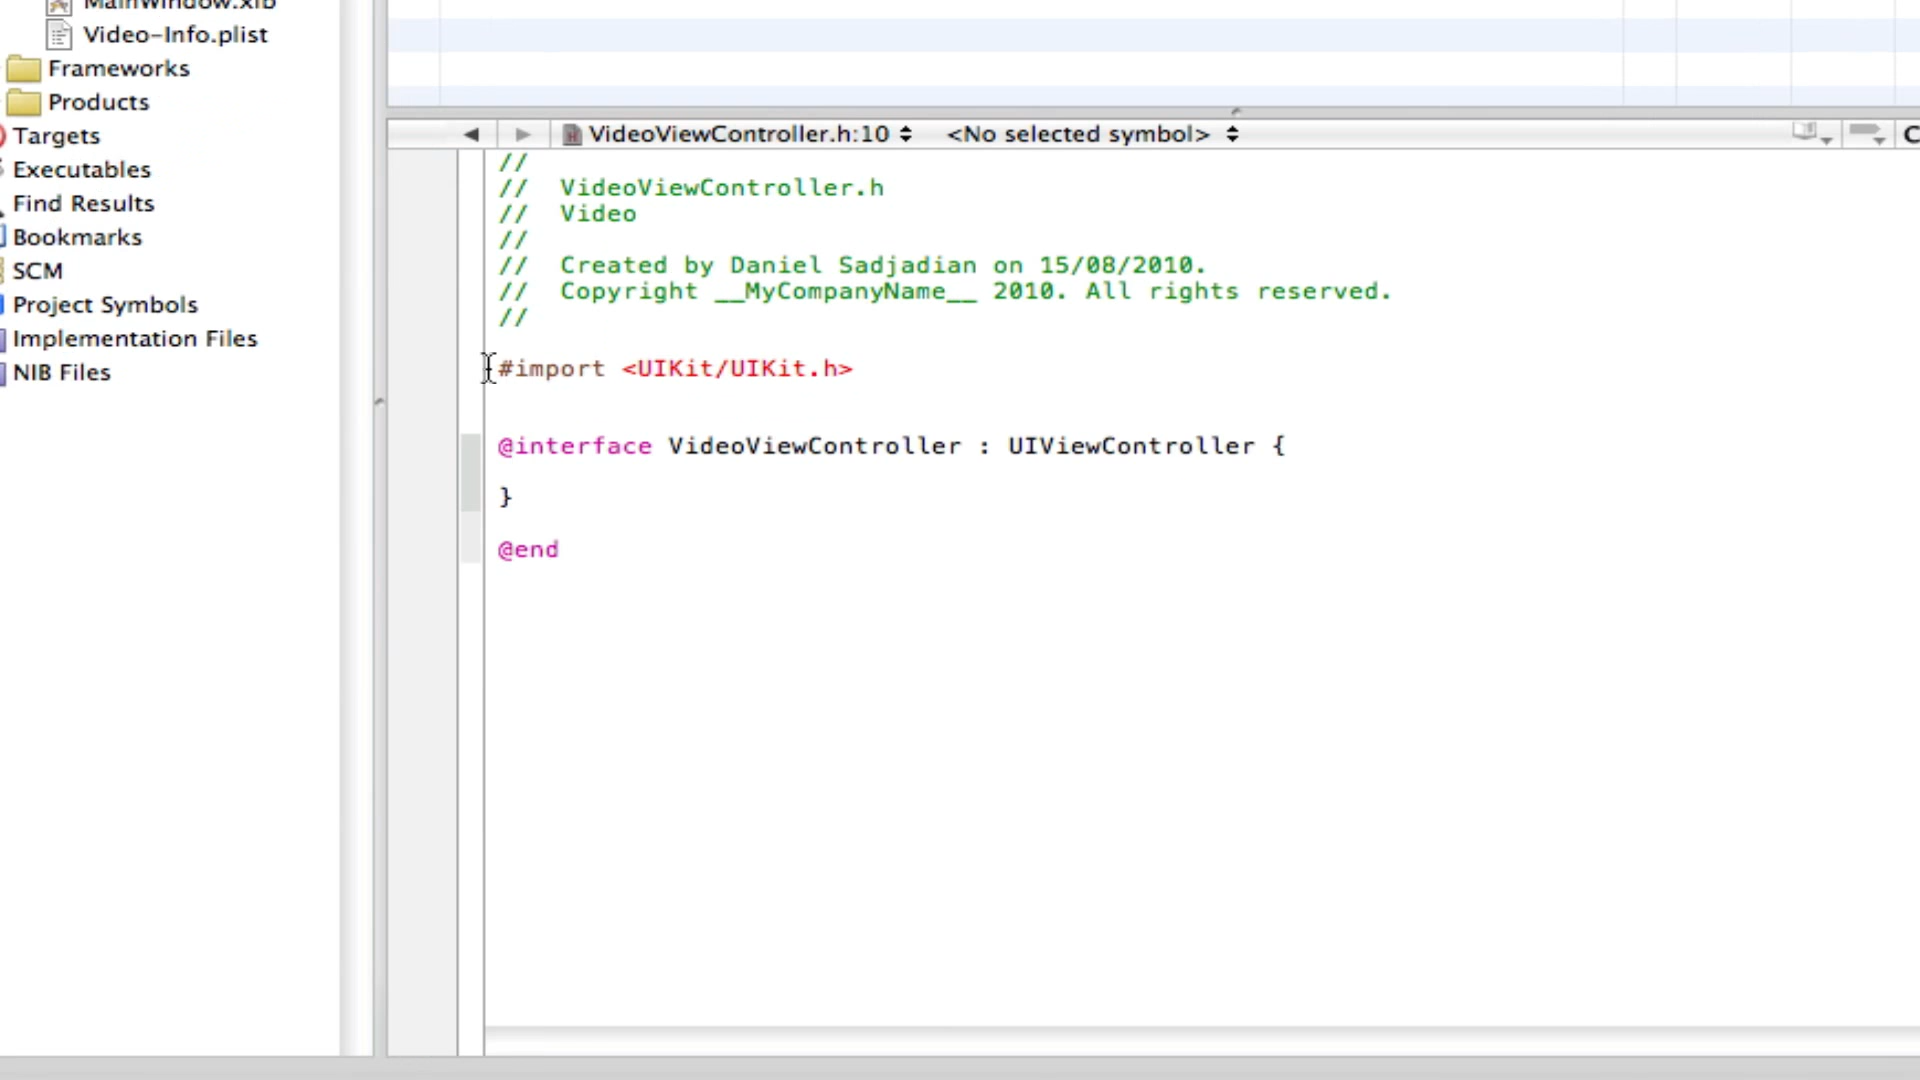 MainWindow.xib
Video-Info.plist
Frameworks
Products
Targets
Executables
Find Results
Bookmarks
SCM
Project Symbols
Implementation Files
NIB Files
VideoViewController.h:10 <No selected symbol> C
//
// VideoViewController.h
// Video
//
// Created by Daniel Sadjadian on 15/08/2010.
// Copyright __MyCompanyName__ 2010. All rights reserved.
//
#import <UIKit/UIKit.h>
@interface VideoViewController : UIViewController {
}
@end